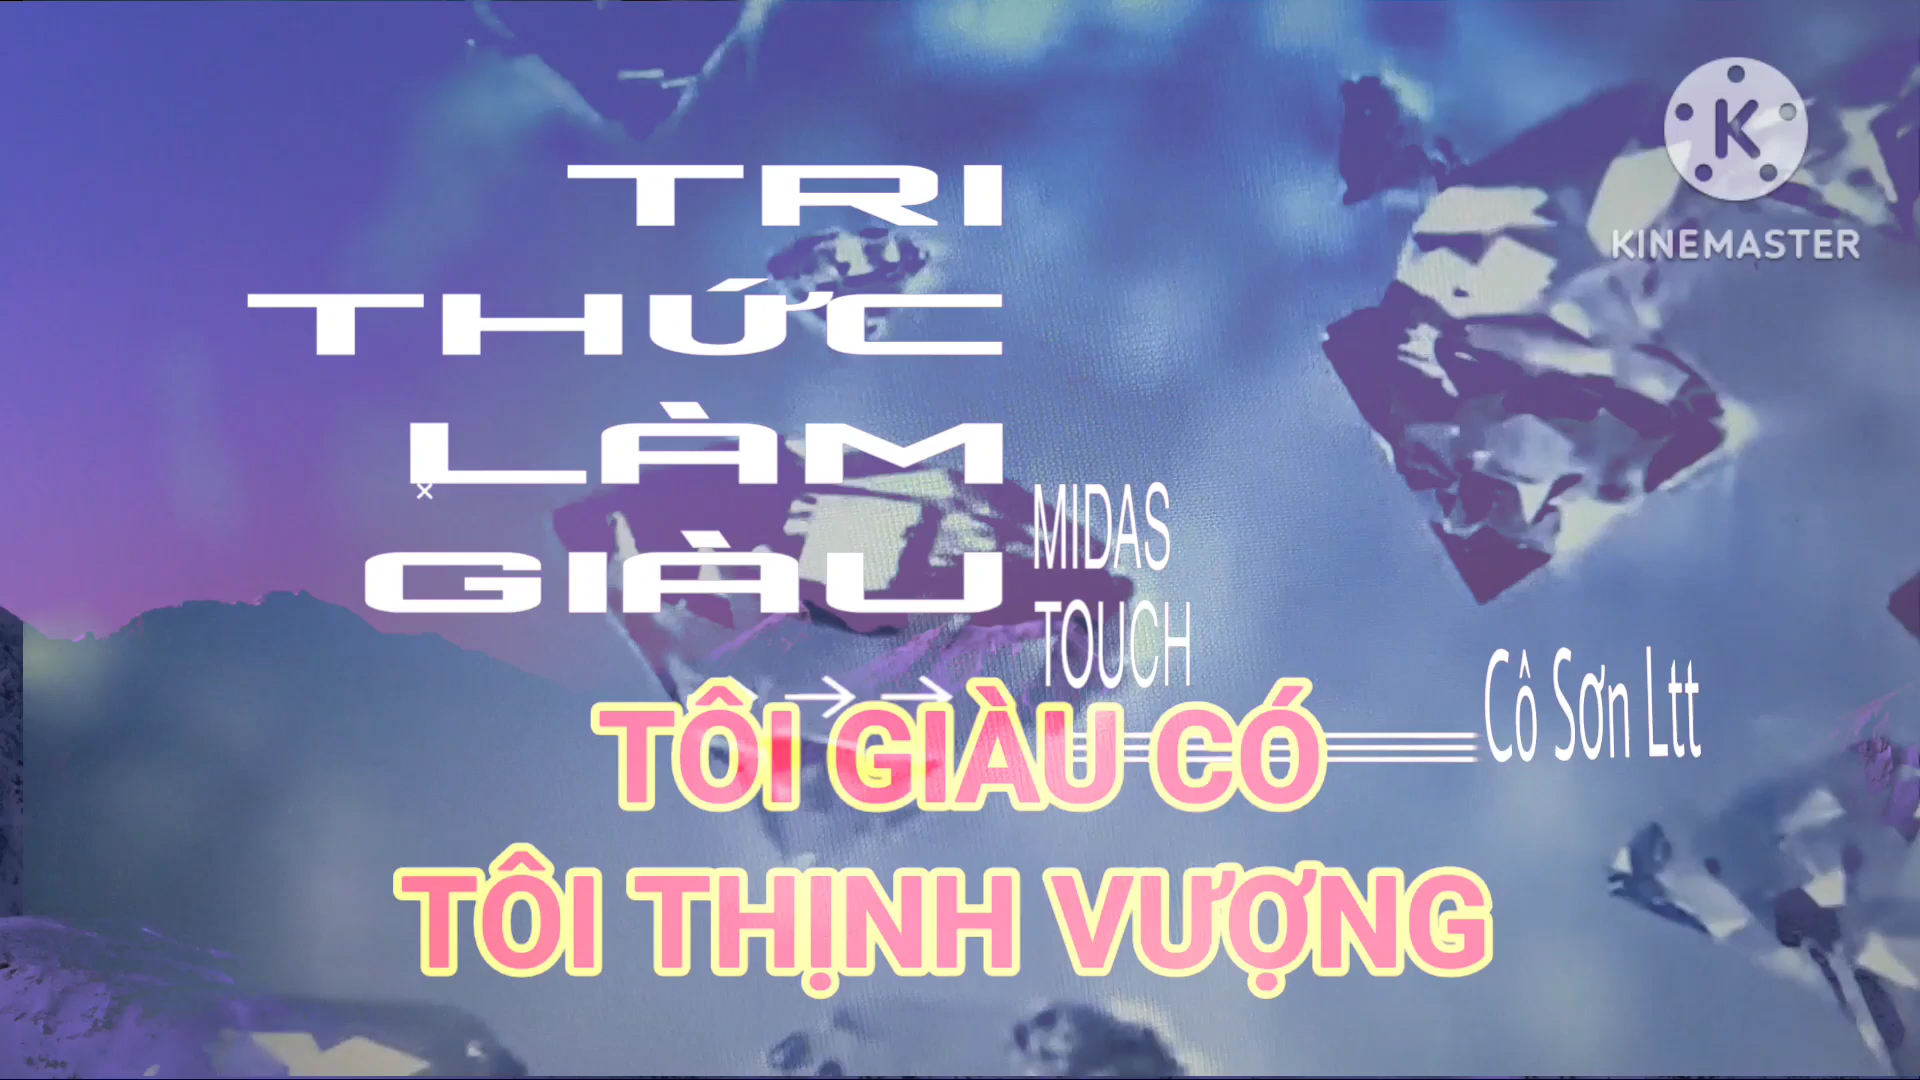 TRI
THỨC
LÀM
GIÀU
MIDAS
TOUCH
Cô Sơn Ltt
TÔI GIÀU CÓ
TÔI THỊNH VƯỢNG
K
KINEMASTER